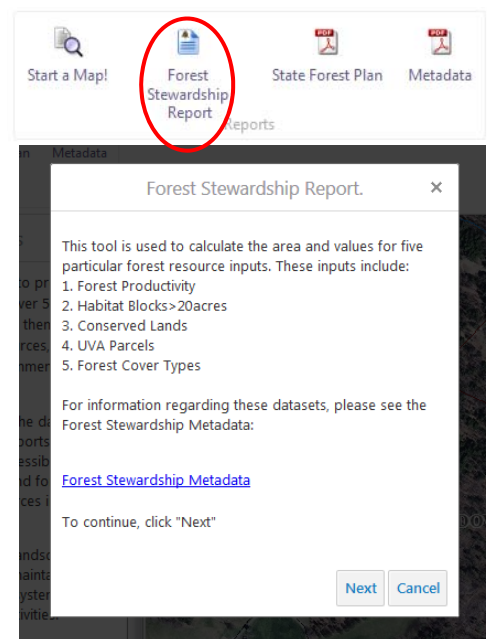 Start a Map!
Forest
Stewardship
Report
State Forest Plan
Metadata
Reports
Metadata
Forest Stewardship Report.
This tool is used to calculate the area and values for five
particular forest resource inputs. These inputs include:
1. Forest Productivity
2. Habitat Blocks>20acres
3. Conserved Lands
4. UVA Parcels
5. Forest Cover Types
For information regarding these datasets, please see the
Forest Stewardship Metadata:
Forest Stewardship Metadata
To continue, click "Next"
Next Cancel